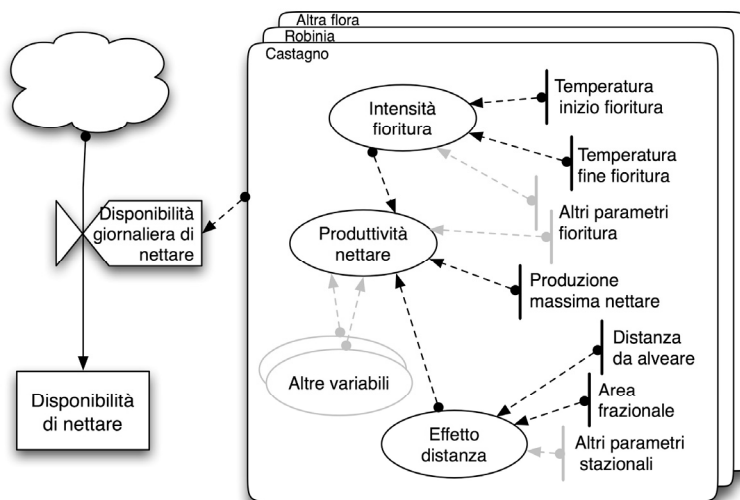 Altra flora
Robinia
Castagno
Intensità
fioritura
Temperatura
inizio fioritura
Temperatura
fine fioritura
Altri parametri
fioritura
Disponibilità
giornaliera di
nettare
Produttività
nettare
Produzione
massima nettare
Distanza
da alveare
Altre variabili
Area
frazionale
Disponibilità
di nettare
Effetto
distanza
Altri parametri
stazionali